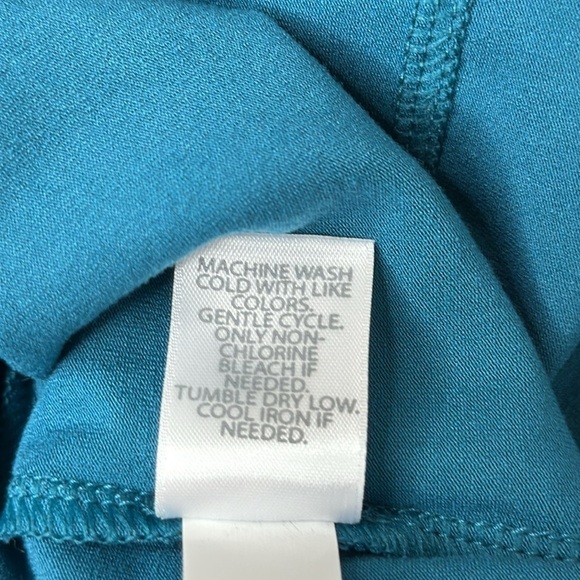 MACHINE WASH
COLD WITH LIKE
COLORS.
GENTLE CYCLE.
ONLY NON-
CHLORINE
BLEACH IF
NEEDED.
TUMBLE DRY LOW.
COOL IRON IF
NEEDED.